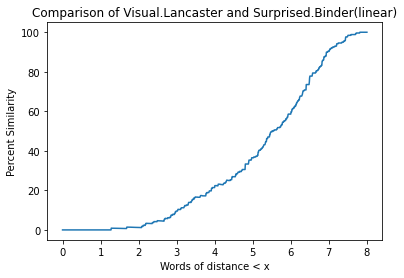 Comparison of Visual.Lancaster and Surprised.Binder(linear)
100
80
60
40
20
0
Percent Similarity
0 1 2 3 4 5 6 7 8
Words of distance < x